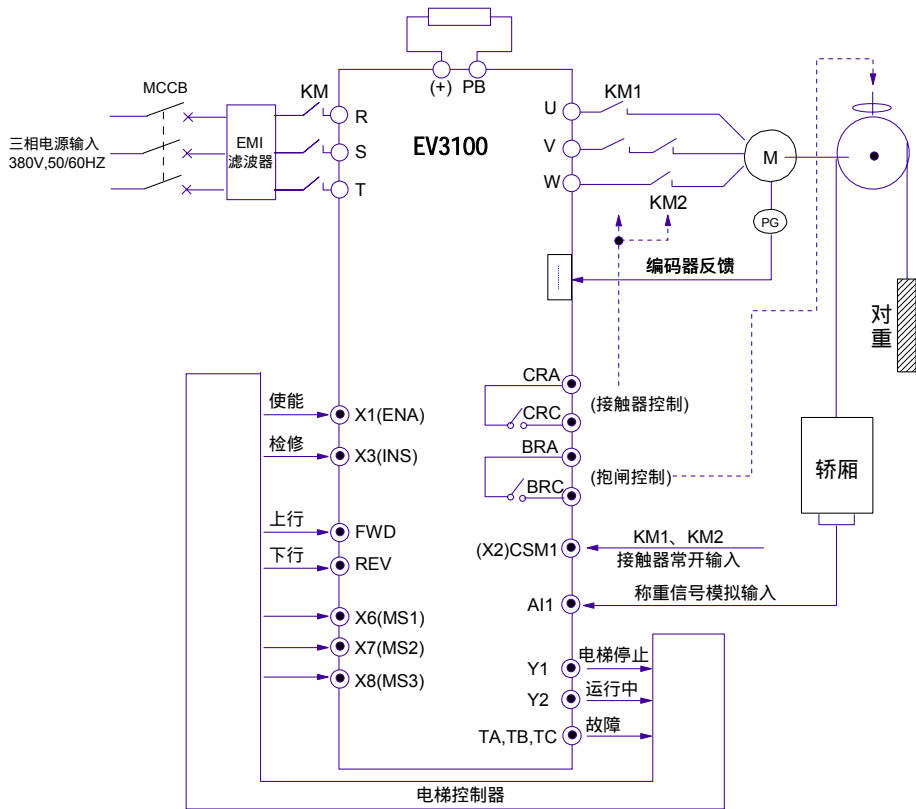 (+) PB
MCCB
KM
KM1
三相电源输入
380V,50/60HZ
EMI
滤波器
R
S
T
EV3100
U
V
W
KM2
M
PG
编码器反馈
对重
轿厢
CRA
CRC
(接触器控制)
BRA
BRC
(抱闸控制)
使能
X1(ENA)
检修
X3(INS)
上行
FWD
下行
REV
X6(MS1)
X7(MS2)
X8(MS3)
(X2)CSM1
KM1、KM2
接触器常开输入
AI1
称重信号模拟输入
Y1
电梯停止
Y2
运行中
TA,TB,TC
故障
电梯控制器